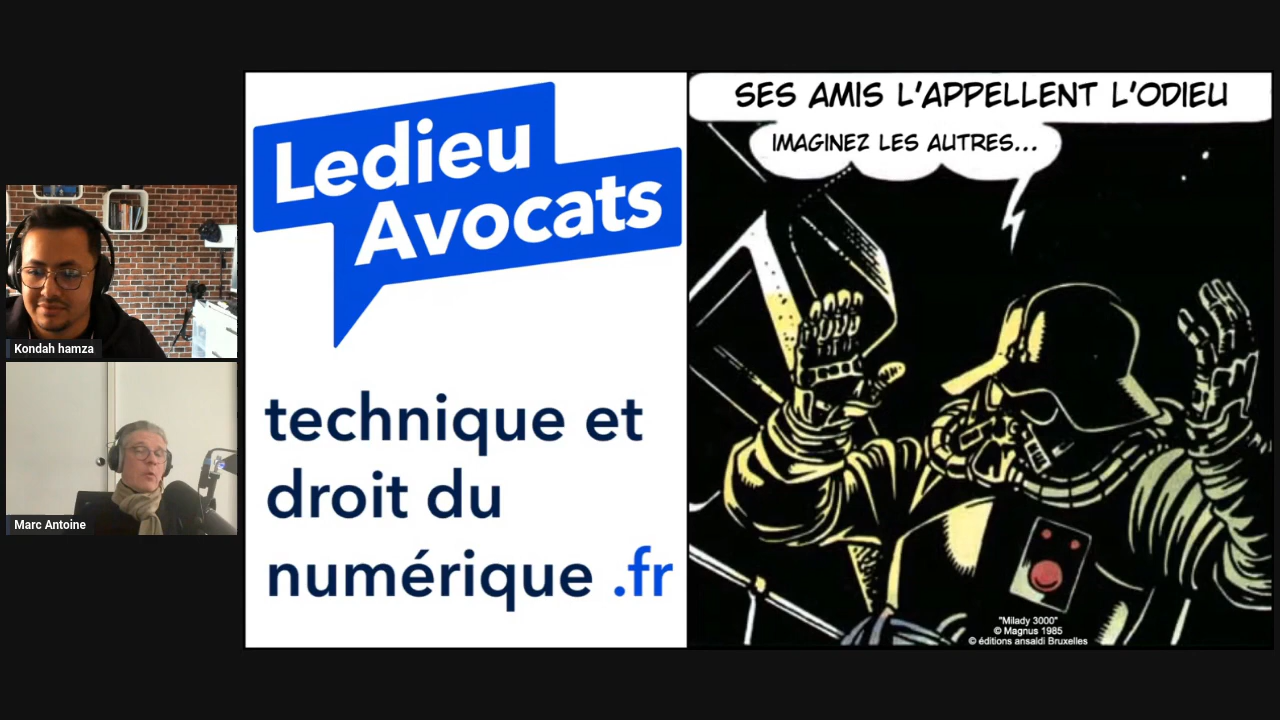 Kondah hamza
Marc Antoine
Ledieu
Avocats
technique et
droit du
numérique .fr
SES AMIS L'APPELLENT L'ODIEU
IMAGINEZ LES AUTRES...
"Milady 3000"
© Magnus 1985
© éditions ansaldi Bruxelles